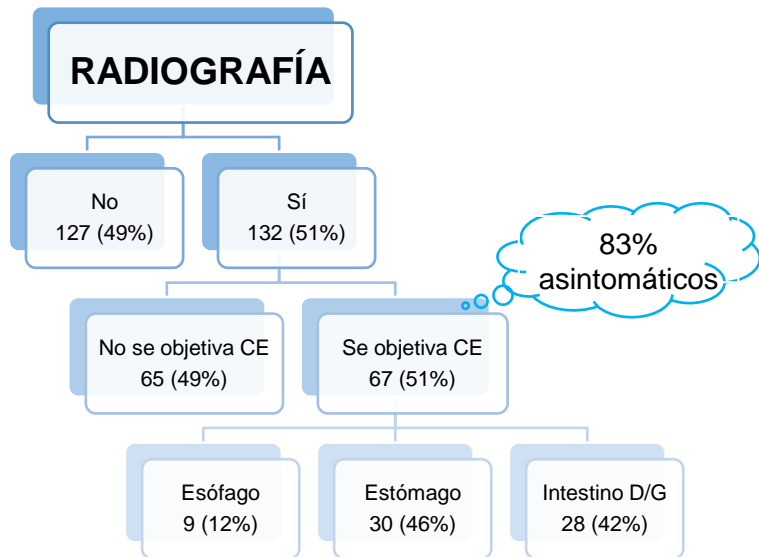 RADIOGRAFÍA
No
127 (49%)
Sí
132 (51%)
83%
asintomáticos
No se objetiva CE
65 (49%)
Se objetiva CE
67 (51%)
Esófago
9 (12%)
Estómago
30 (46%)
Intestino D/G
28 (42%)